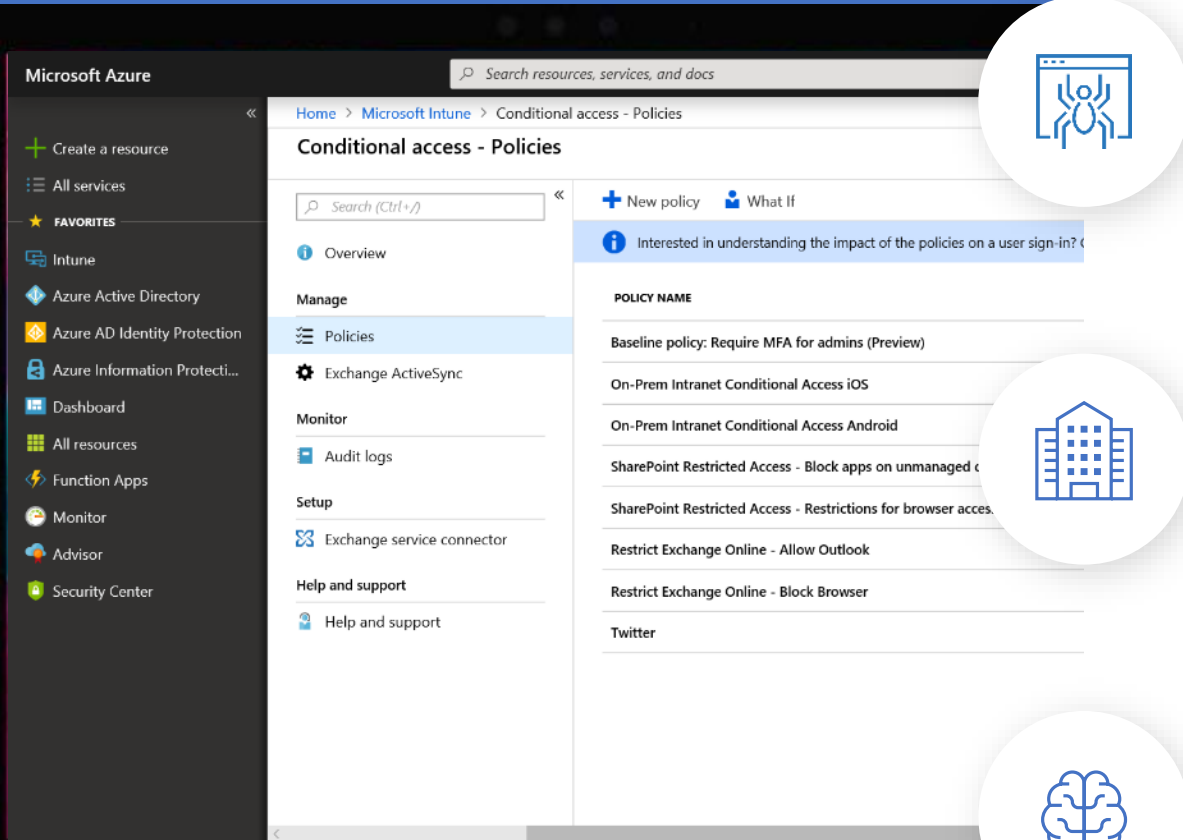 Microsoft Azure
Search resources, services, and docs
Create a resource
All services
FAVORITES
Intune
Azure Active Directory
Azure AD Identity Protection
Azure Information Protecti...
Dashboard
All resources
Function Apps
Monitor
Advisor
Security Center
Home > Microsoft Intune > Conditional access - Policies
Conditional access - Policies
Search (Ctrl+/)
Overview
Manage
Policies
Exchange ActiveSync
Monitor
Audit logs
Setup
Exchange service connector
Help and support
Help and support
New policy What If
Interested in understanding the impact of the policies on a user sign-in?
POLICY NAME
Baseline policy: Require MFA for admins (Preview)
On-Prem Intranet Conditional Access iOS
On-Prem Intranet Conditional Access Android
SharePoint Restricted Access - Block apps on unmanaged
SharePoint Restricted Access - Restrictions for browser
Restrict Exchange Online - Allow Outlook
Restrict Exchange Online - Block Browser
Twitter